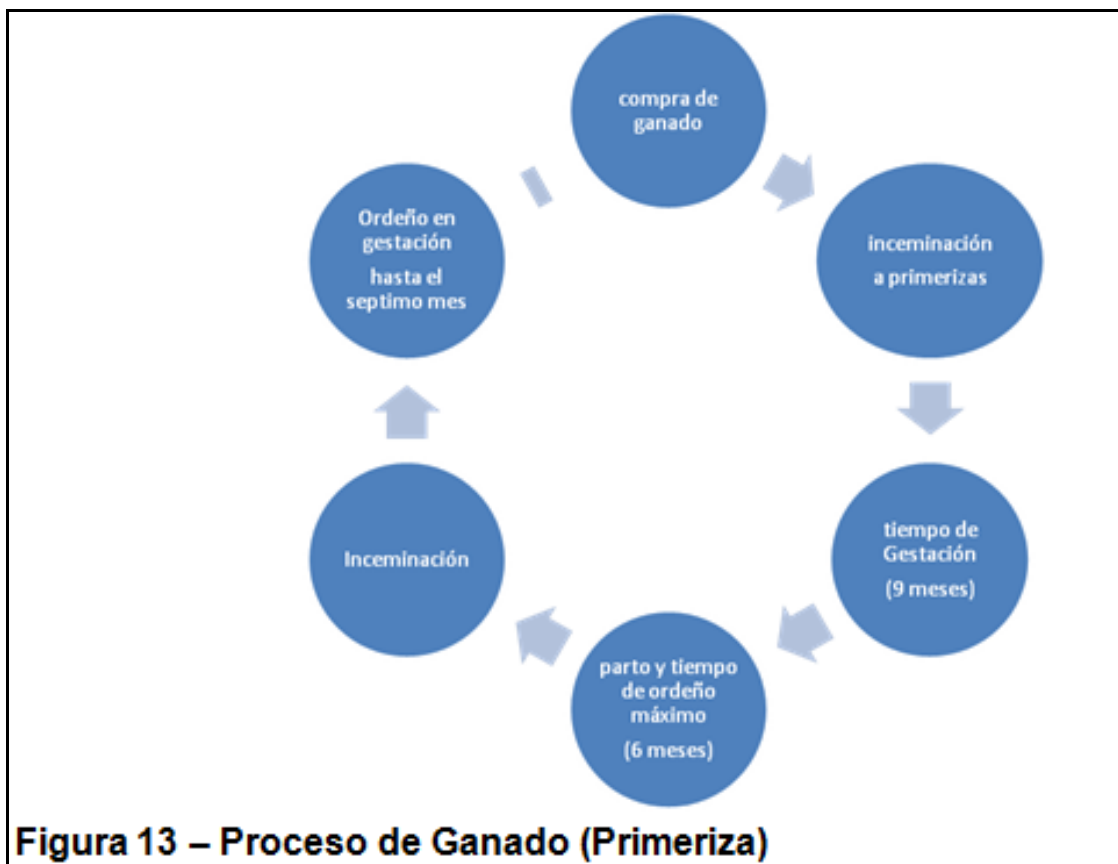 compra de
ganado
inceminación
a primerizas
tiempo de
Gestación
(9 meses)
parto y tiempo
de ordeño
máximo
(6 meses)
Inceminación
Ordeño en
gestación
hasta el
septimo mes
Figura 13 – Proceso de Ganado (Primeriza)